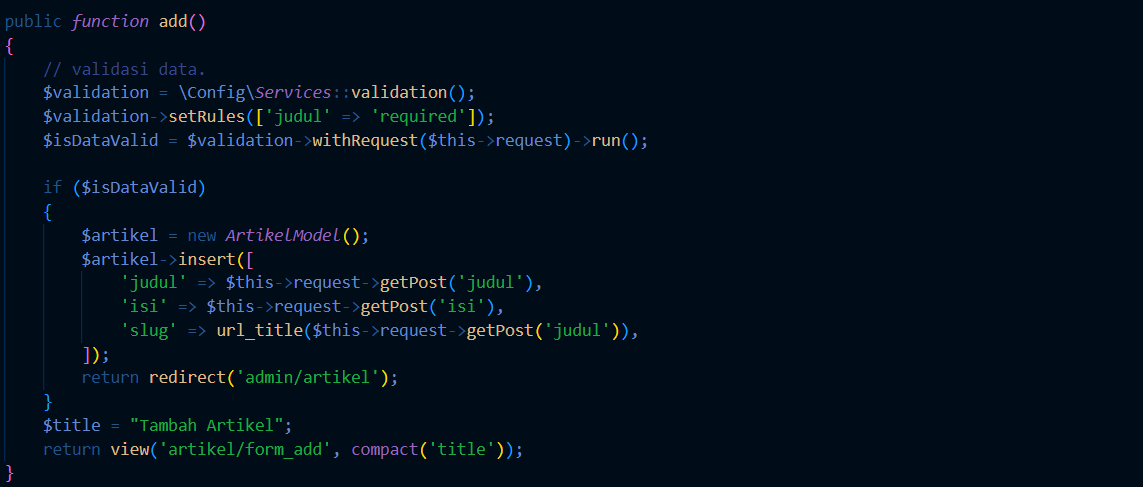 public function add()
{
    // validasi data.
    $validation = \Config\Services::validation();
    $validation->setRules(['judul' => 'required']);
    $isDataValid = $validation->withRequest($this->request)->run();

    if ($isDataValid)
    {
        $artikel = new ArtikelModel();
        $artikel->insert([
            'judul' => $this->request->getPost('judul'),
            'isi' => $this->request->getPost('isi'),
            'slug' => url_title($this->request->getPost('judul')),
        ]);
        return redirect('admin/artikel');
    }
    $title = "Tambah Artikel";
    return view('artikel/form_add', compact('title'));
}